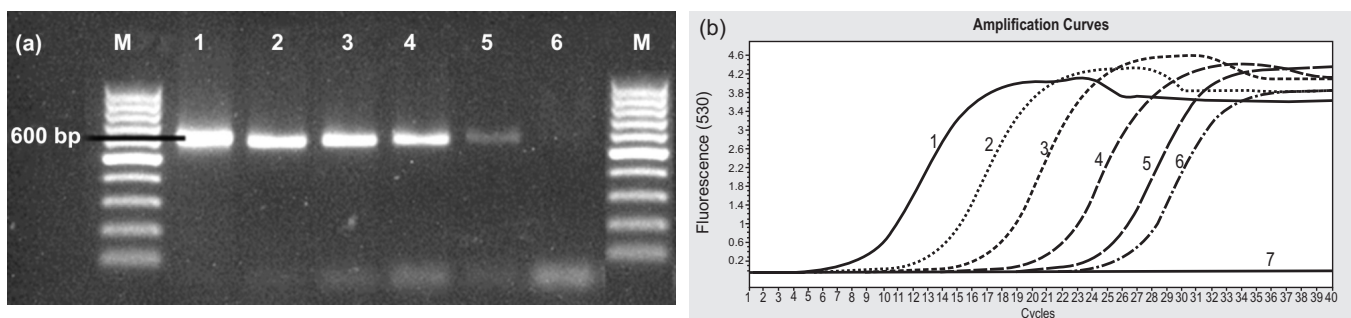 (a) M 1 2 3 4 5 6 M
600 bp
(b) Amplification Curves
Fluorescence (530)
4.6
4.2
3.8
3.4
3
2.6
2.2
1.8
1.4
1
0.6
0.2
1 2 3 4 5 6 7
1 2 3 4 5 6 7 8 9 10 11 12 13 14 15 16 17 18 19 20 21 22 23 24 25 26 27 28 29 30 31 32 33 34 35 36 37 38 39 40
Cycles